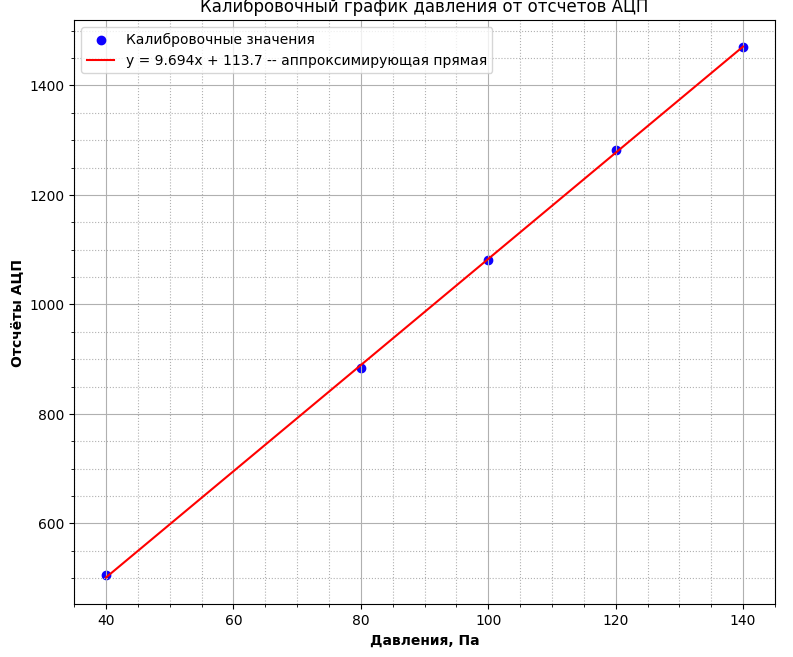 Калибровочный график давления от отсчётов АЦП
Калибровочные значения
y = 9.694x + 113.7 -- аппроксимирующая прямая
1400
1200
1000
800
600
Отсчёты АЦП
40 60 80 100 120 140
Давления, Па